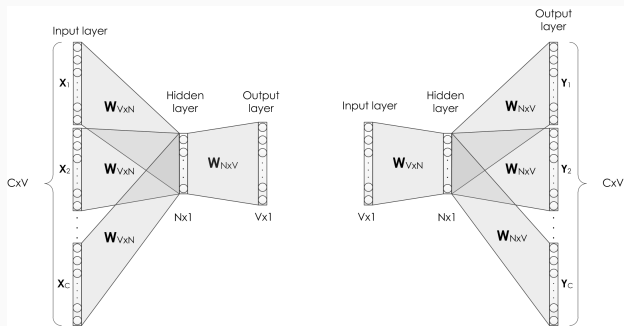 Input layer
X1
WVxN
X2
WVxN
CxV
WVxN
XC
Hidden
layer
Nx1
WNxV
Output
layer
Vx1
Input layer
Vx1
WVxN
Hidden
layer
Nx1
Output
layer
WNxV
Y1
WNxV
Y2
CxV
WNxV
YC